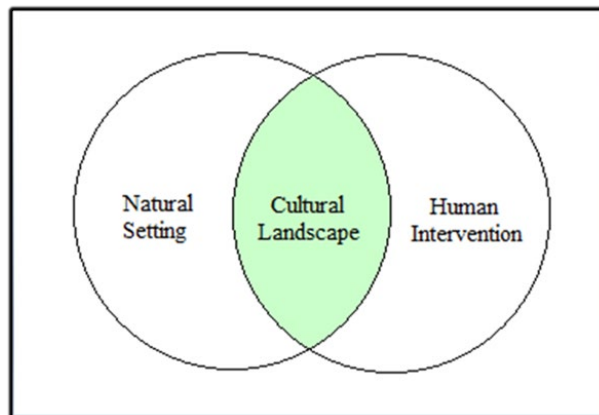 Natural
Setting
Cultural
Landscape
Human
Intervention